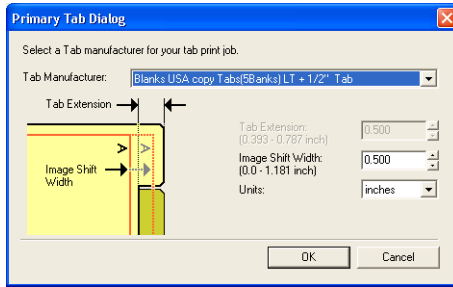 Primary Tab Dialog
Select a Tab manufacturer for your tab print job.
Tab Manufacturer: Blanks USA copy Tabs(5Banks) LT + 1/2" Tab
Tab Extension
A A
Image Shift
Width
Tab Extension: 0.500
(0.393 - 0.787 inch)
Image Shift Width: 0.500
(0.0 - 1.181 inch)
Units: inches
OK Cancel